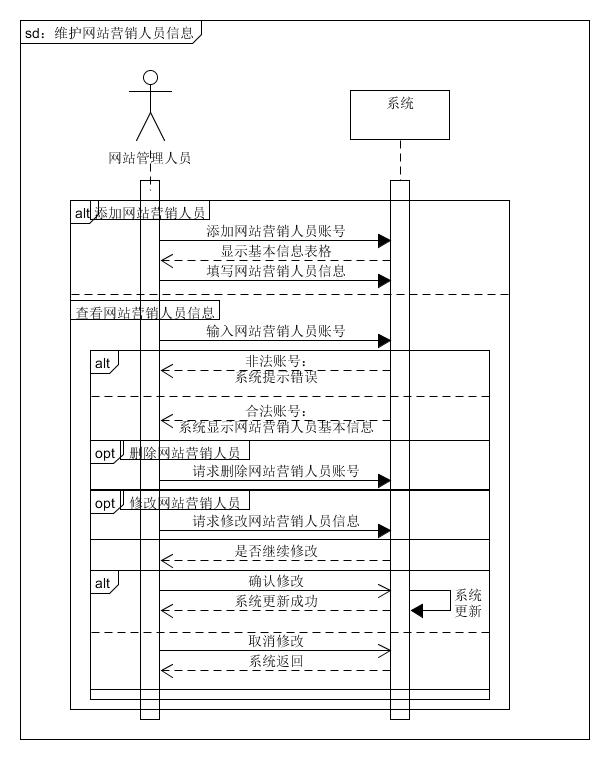 sd：维护网站营销人员信息
系统
网站管理人员
alt 添加网站营销人员
添加网站营销人员账号
显示基本信息表格
填写网站营销人员信息
查看网站营销人员信息
输入网站营销人员账号
alt
非法账号：
系统提示错误
合法账号：
系统显示网站营销人员基本信息
opt 删除网站营销人员
请求删除网站营销人员账号
opt 修改网站营销人员
请求修改网站营销人员信息
是否继续修改
alt
确认修改
系统更新成功
系统
更新
取消修改
系统返回